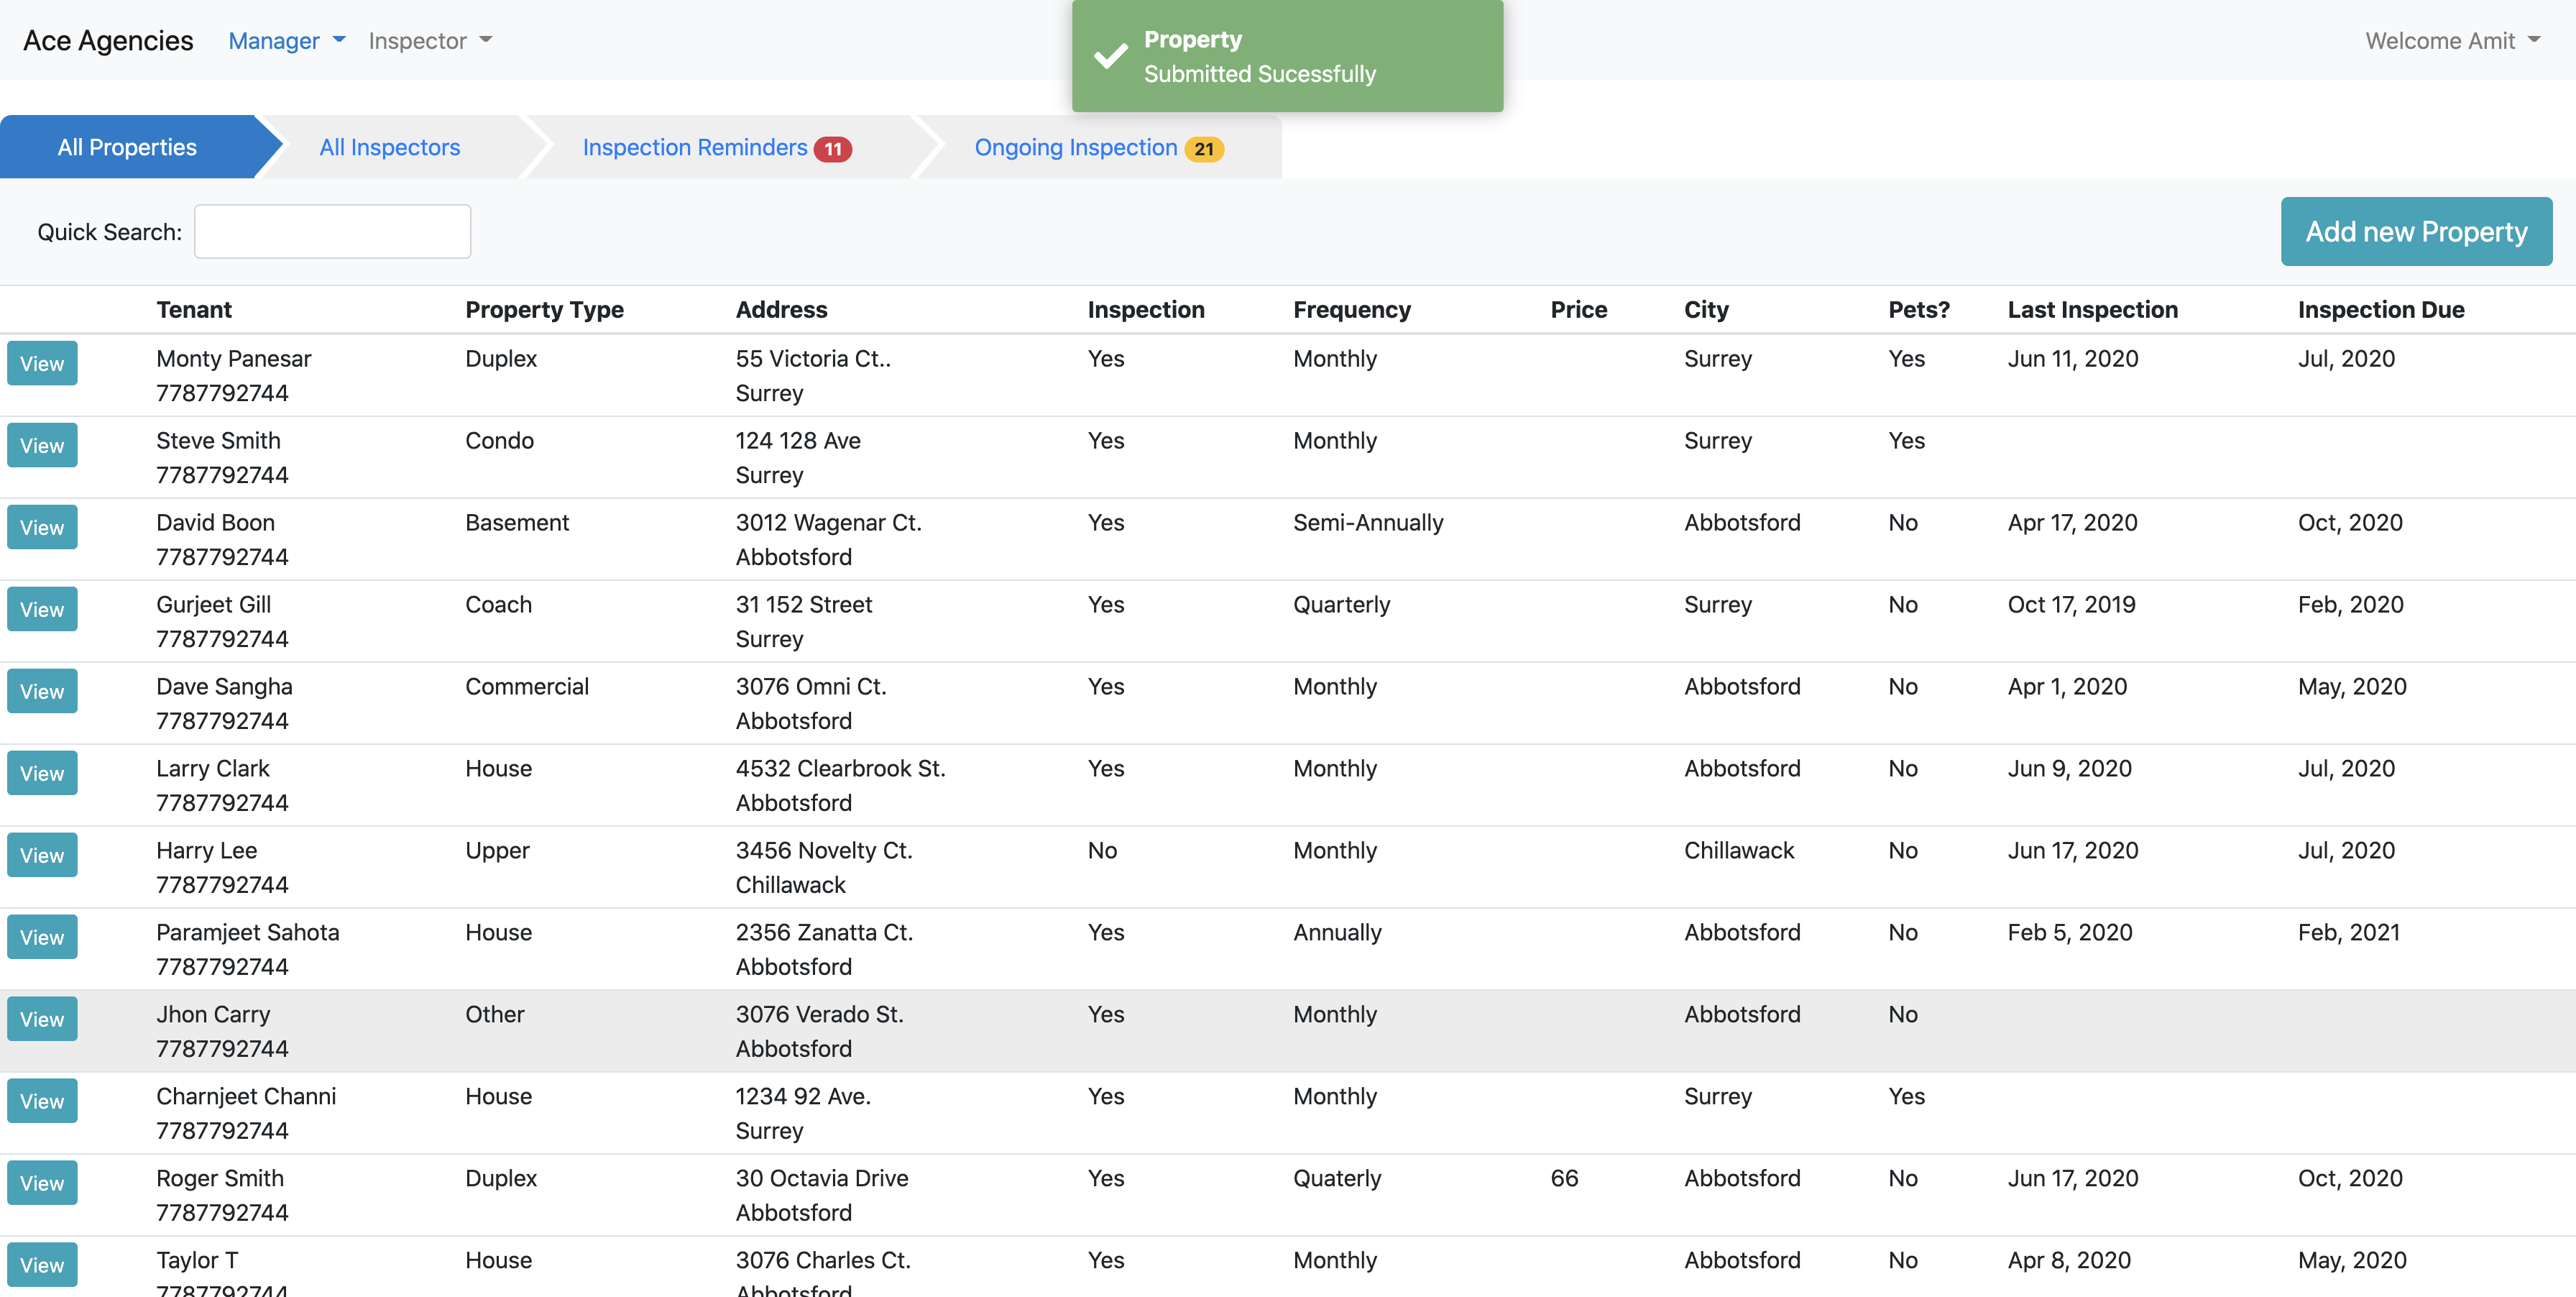 Ace Agencies Manager Inspector Welcome Amit
Property
Submitted Sucessfully
All Properties All Inspectors Inspection Reminders 11 Ongoing Inspection 21
Quick Search: Add new Property
Tenant Property Type Address Inspection Frequency Price City Pets? Last Inspection Inspection Due
View Monty Panesar Duplex 55 Victoria Ct.. Yes Monthly Surrey Yes Jun 11, 2020 Jul, 2020
7787792744 Surrey
View Steve Smith Condo 124 128 Ave Yes Monthly Surrey Yes
7787792744 Surrey
View David Boon Basement 3012 Wagenar Ct. Yes Semi-Annually Abbotsford No Apr 17, 2020 Oct, 2020
7787792744 Abbotsford
View Gurjeet Gill Coach 31 152 Street Yes Quarterly Surrey No Oct 17, 2019 Feb, 2020
7787792744 Surrey
View Dave Sangha Commercial 3076 Omni Ct. Yes Monthly Abbotsford No Apr 1, 2020 May, 2020
7787792744 Abbotsford
View Larry Clark House 4532 Clearbrook St. Yes Monthly Abbotsford No Jun 9, 2020 Jul, 2020
7787792744 Abbotsford
View Harry Lee Upper 3456 Novelty Ct. No Monthly Chillawack No Jun 17, 2020 Jul, 2020
7787792744 Chillawack
View Paramjeet Sahota House 2356 Zanatta Ct. Yes Annually Abbotsford No Feb 5, 2020 Feb, 2021
7787792744 Abbotsford
View Jhon Carry Other 3076 Verado St. Yes Monthly Abbotsford No
7787792744 Abbotsford
View Charnjeet Channi House 1234 92 Ave. Yes Monthly Surrey Yes
7787792744 Surrey
View Roger Smith Duplex 30 Octavia Drive Yes Quaterly 66 Abbotsford No Jun 17, 2020 Oct, 2020
7787792744 Abbotsford
View Taylor T House 3076 Charles Ct. Yes Monthly Abbotsford No Apr 8, 2020 May, 2020
7787792744 Abbotsford